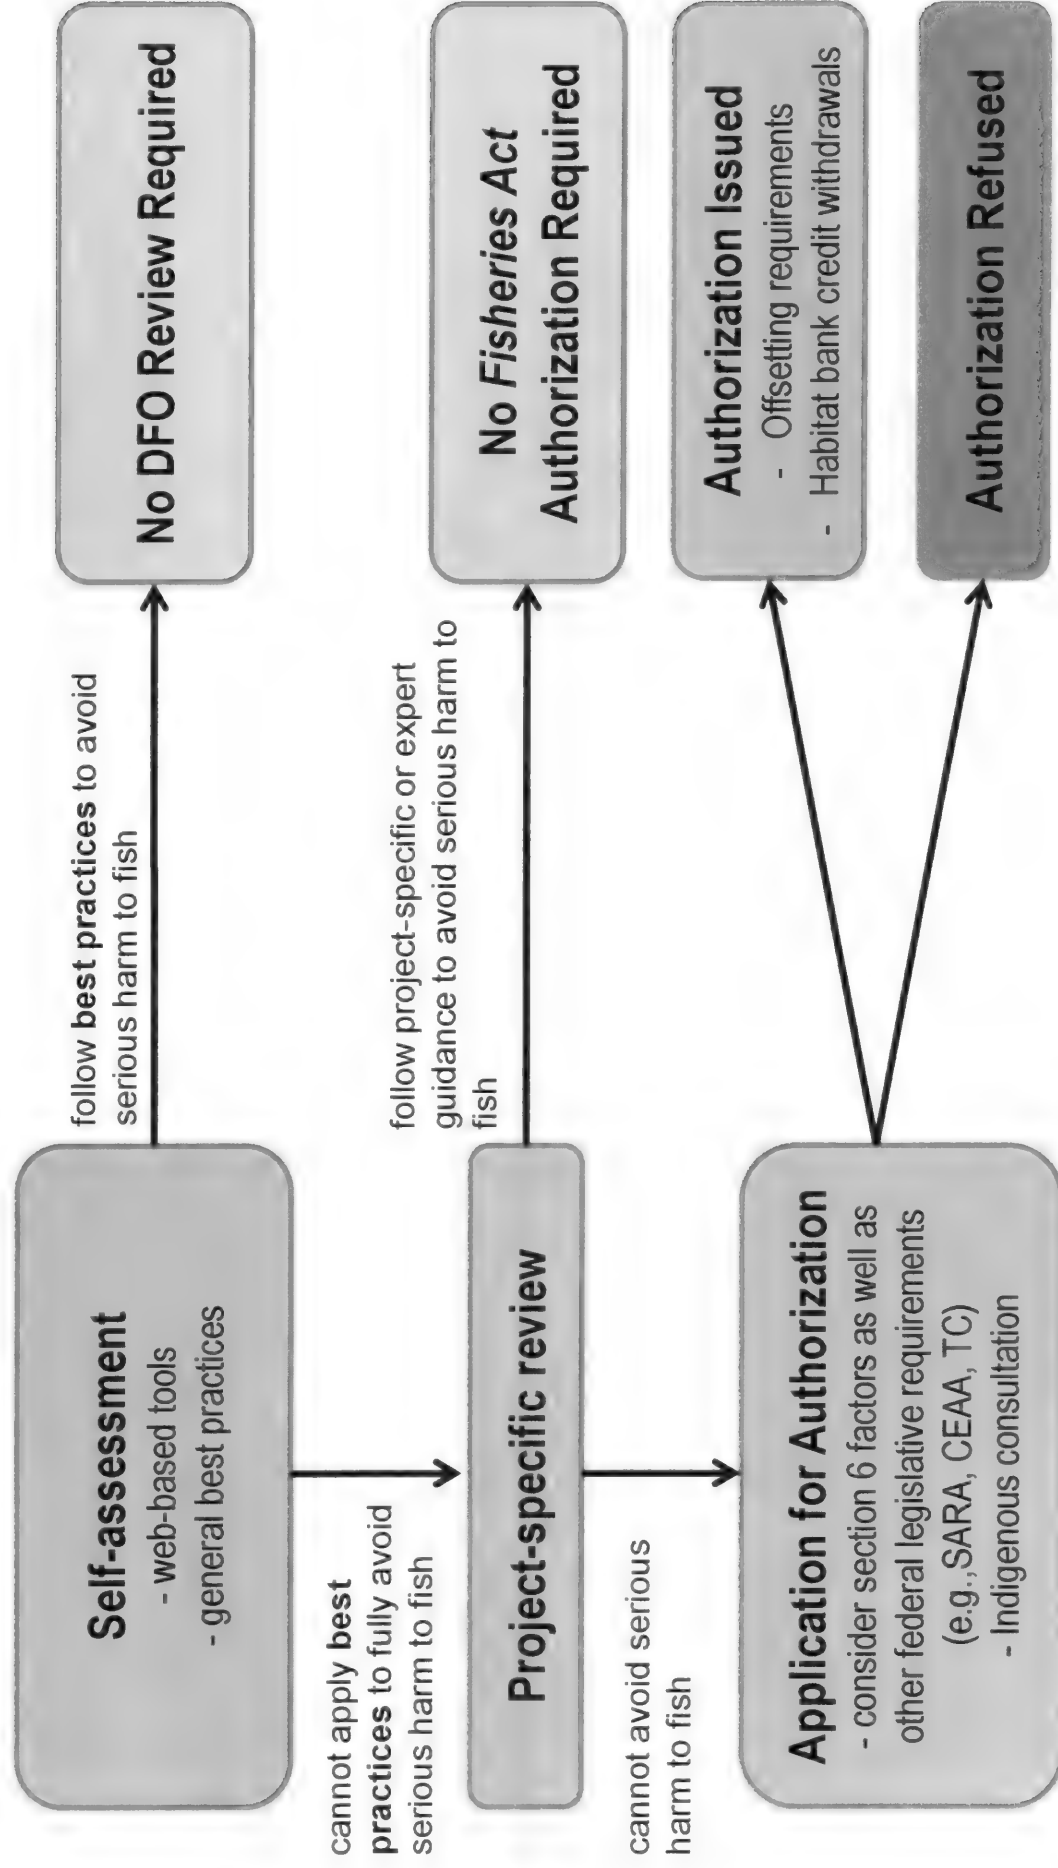 Self-assessment
- web-based tools
- general best practices
follow best practices to avoid
serious harm to fish
No DFO Review Required
cannot apply best
practices to fully avoid
serious harm to fish
Project-specific review
follow project-specific or expert
guidance to avoid serious harm to
fish
No Fisheries Act
Authorization Required
cannot avoid serious
harm to fish
Application for Authorization
- consider section 6 factors as well as
other federal legislative requirements
(e.g.,SARA, CEAA, TC)
- Indigenous consultation
Authorization Issued
- Offsetting requirements
- Habitat bank credit withdrawals
Authorization Refused